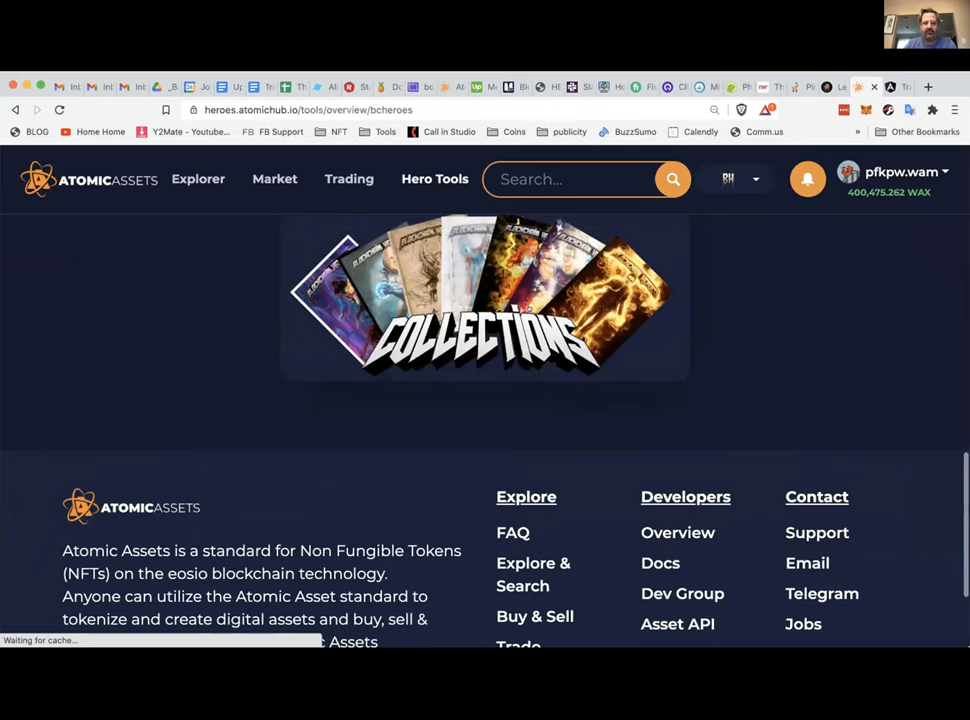 heroes.atomichub.io/tools/overview/bcheroes
BLOG
Home Home
Y2Mate - Youtube...
FB FB Support
NFT
Tools
Call in Studio
Coins
publicity
BuzzSumo
Calendly
Comm.us
»
Other Bookmarks
ATOMICASSETS
Explorer
Market
Trading
Hero Tools
Search...
BH
pfkpw.wam
400,475.262 WAX
COLLECTIONS
ATOMICASSETS
Atomic Assets is a standard for Non Fungible Tokens
(NFTs) on the eosio blockchain technology.
Anyone can utilize the Atomic Asset standard to
tokenize and create digital assets and buy, sell &
Assets
Explore
FAQ
Explore &
Search
Buy & Sell
Trade
Developers
Overview
Docs
Dev Group
Asset API
Contact
Support
Email
Telegram
Jobs
Waiting for cache...